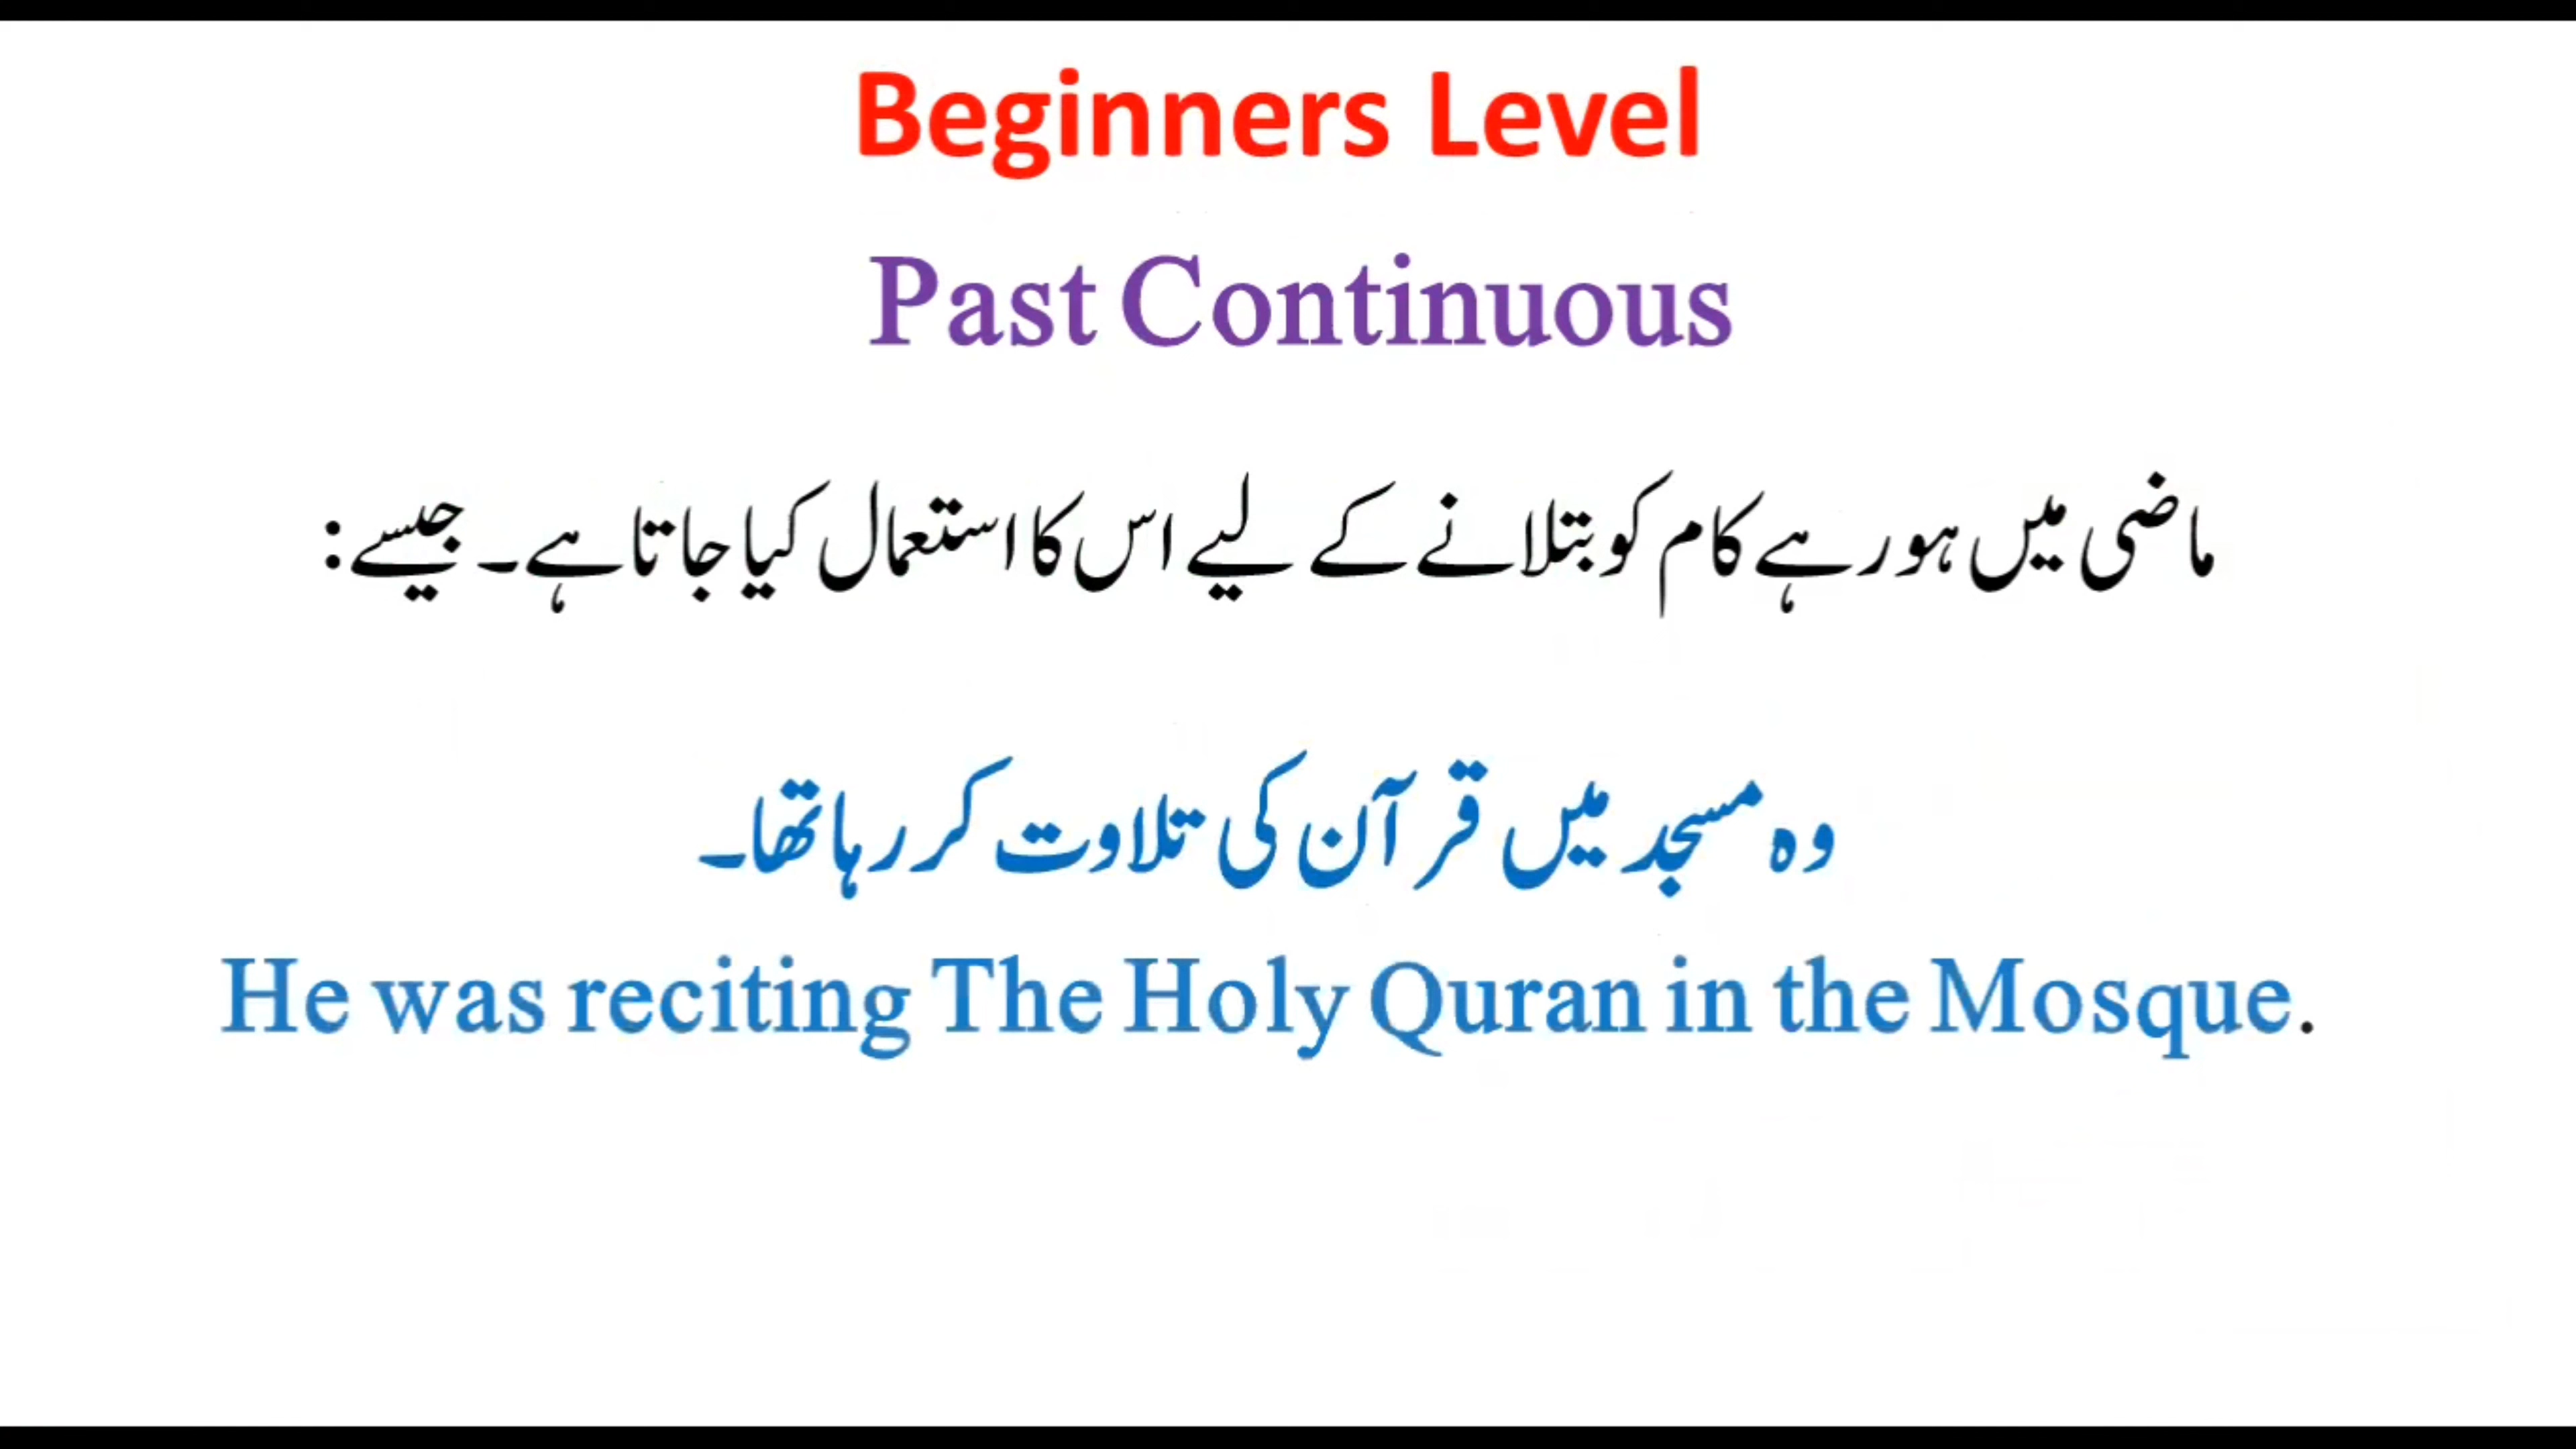 Beginners Level
Past Continuous
ماضی میں ہو رہے کام کو بتلانے کے لیے اس کا استعمال کیا جاتا ہے۔ جیسے:
وہ مسجد میں قرآن کی تلاوت کر رہا تھا۔
He was reciting The Holy Quran in the Mosque.